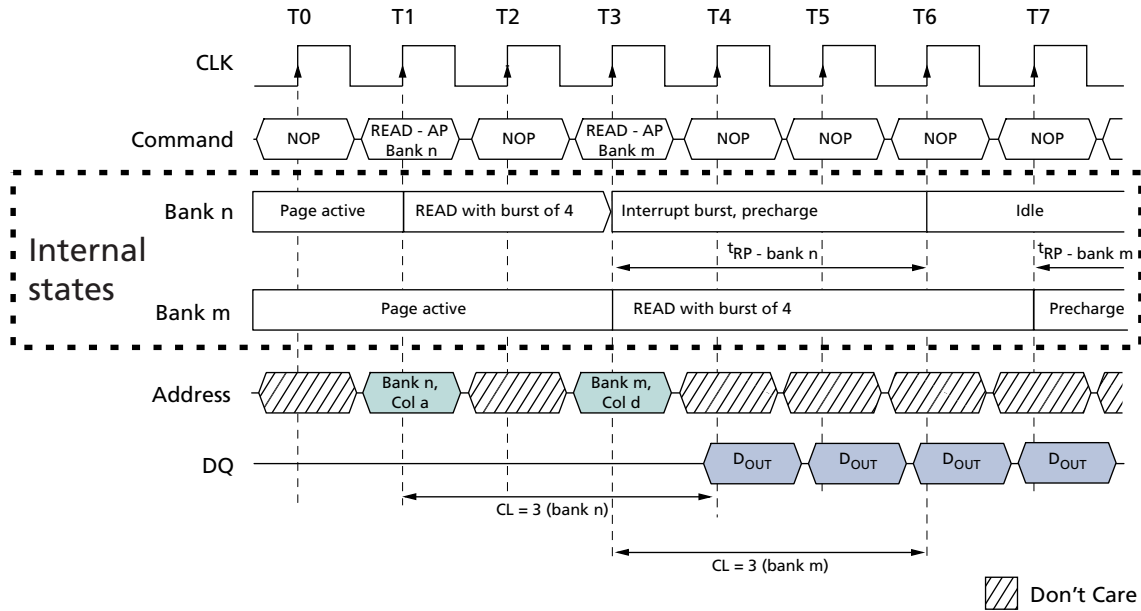 T0 T1 T2 T3 T4 T5 T6 T7
CLK
Command NOP READ - AP Bank n NOP READ - AP Bank m NOP NOP NOP NOP
Internal states
Bank n Page active READ with burst of 4 Interrupt burst, precharge Idle
tRP - bank n tRP - bank m
Bank m Page active READ with burst of 4 Precharge
Address Bank n, Col a Bank m, Col d
DQ DOUT DOUT DOUT DOUT
CL = 3 (bank n)
CL = 3 (bank m)
Don't Care